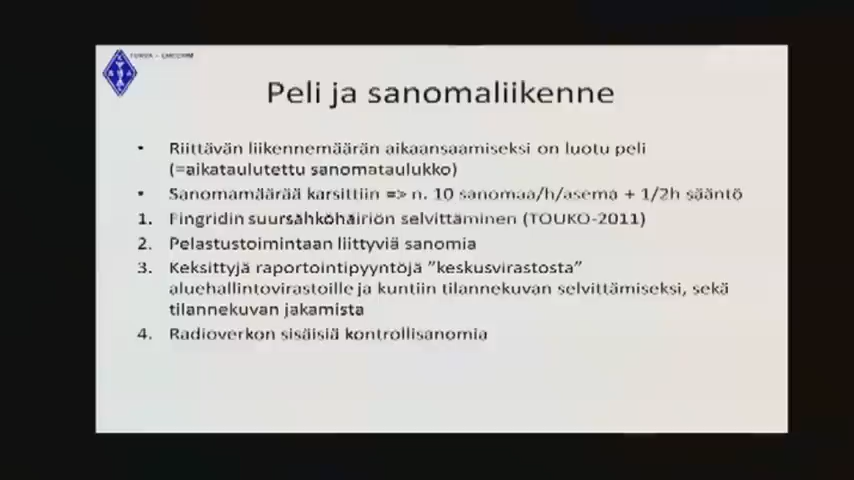 Peli ja sanomaliikenne
• Riittävän liikennemäärän aikaansaamiseksi on luotu peli
(=aikataulutettu sanomataulukko)
• Sanomamäärää karsittiin => n. 10 sanomaa/h/asema + 1/2h sääntö
1. Fingridin suursähköhäiriön selvittäminen (TOUKO-2011)
2. Pelastustoimintaan liittyviä sanomia
3. Keksittyjä raportointipyyntöjä ”keskusvirastosta”
aluehallintovirastoille ja kuntiin tilannekuvan selvittämiseksi, sekä
tilannekuvan jakamista
4. Radioverkon sisäisiä kontrollisanomia